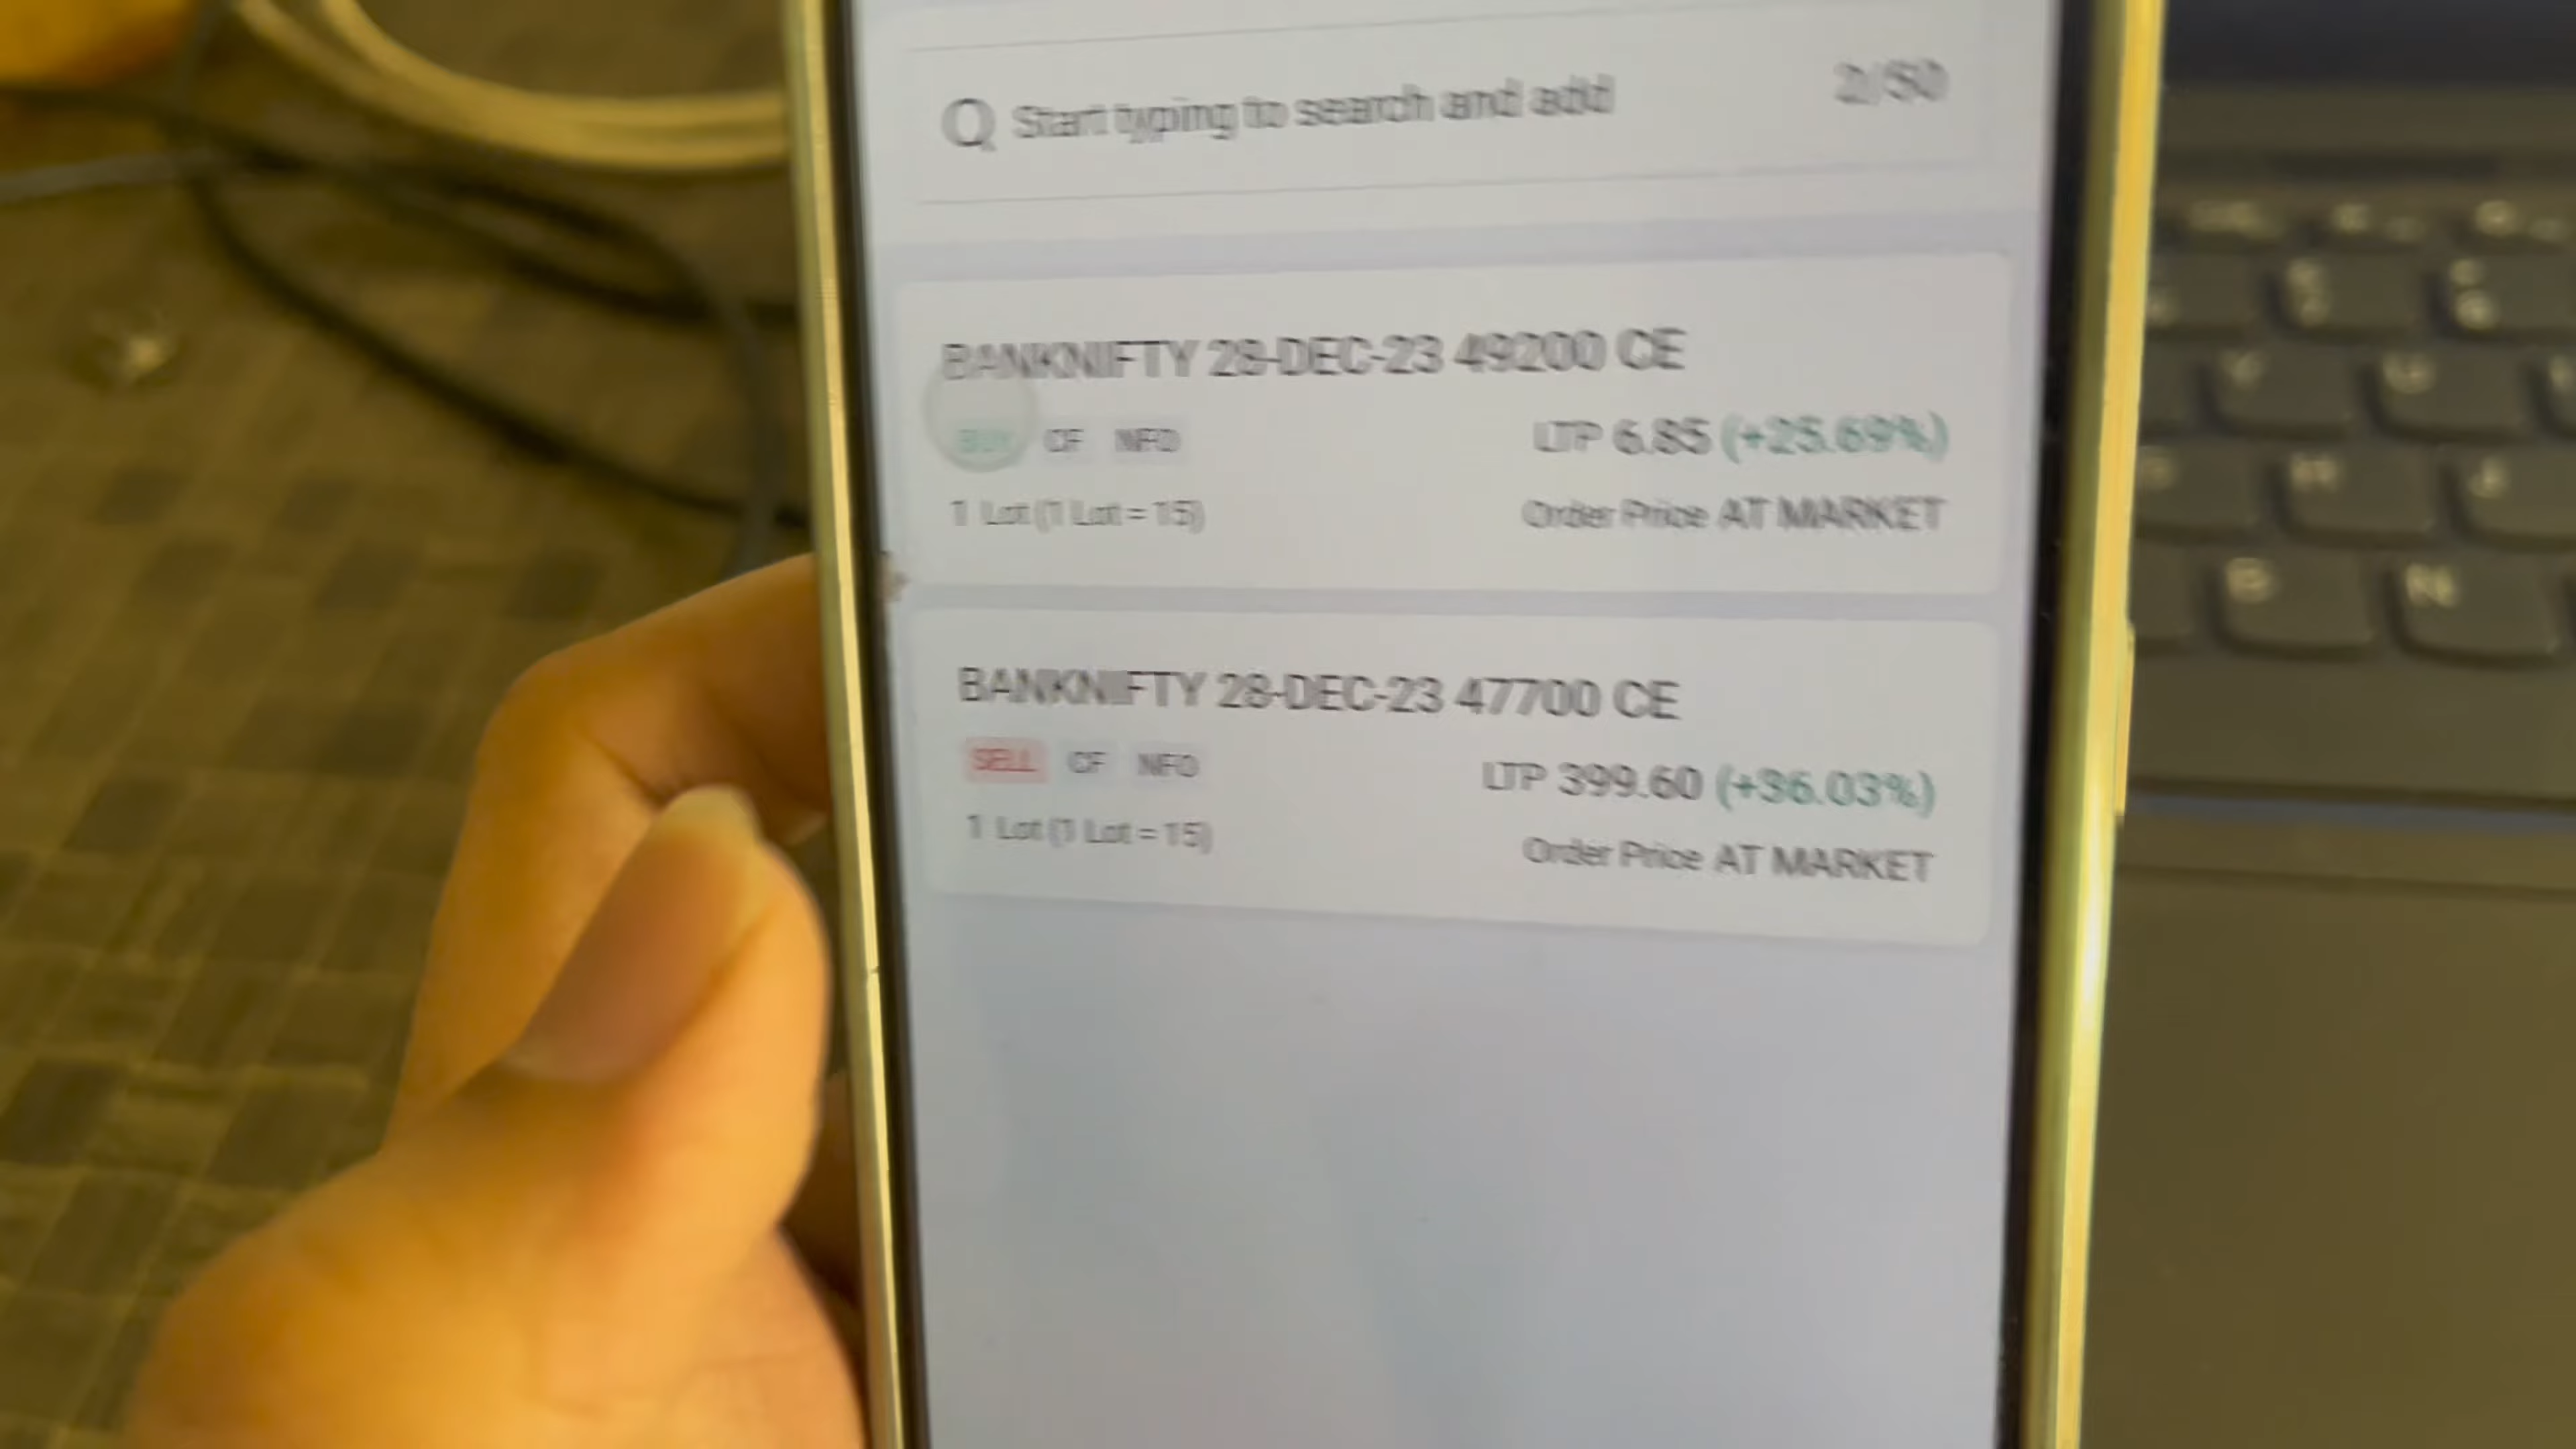 Start typing to search and add 2/50
BANKNIFTY 28-DEC-23 49200 CE
BUY CF NFO LTP 6.85 (+25.69%)
1 Lot (1 Lot = 15) Order Price AT MARKET
BANKNIFTY 28-DEC-23 47700 CE
SELL CF NFO LTP 399.60 (+36.03%)
1 Lot (1 Lot = 15) Order Price AT MARKET
H
B N